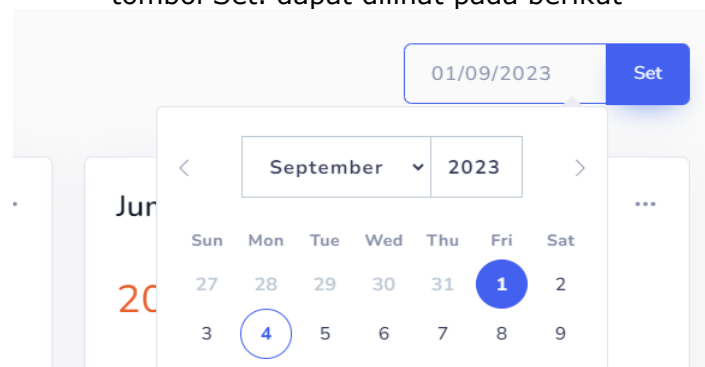 tombol Set. dapat dilihat pada berikut
01/09/2023 Set
September 2023
Jun
Sun Mon Tue Wed Thu Fri Sat
27 28 29 30 31 1 2
20
3 4 5 6 7 8 9